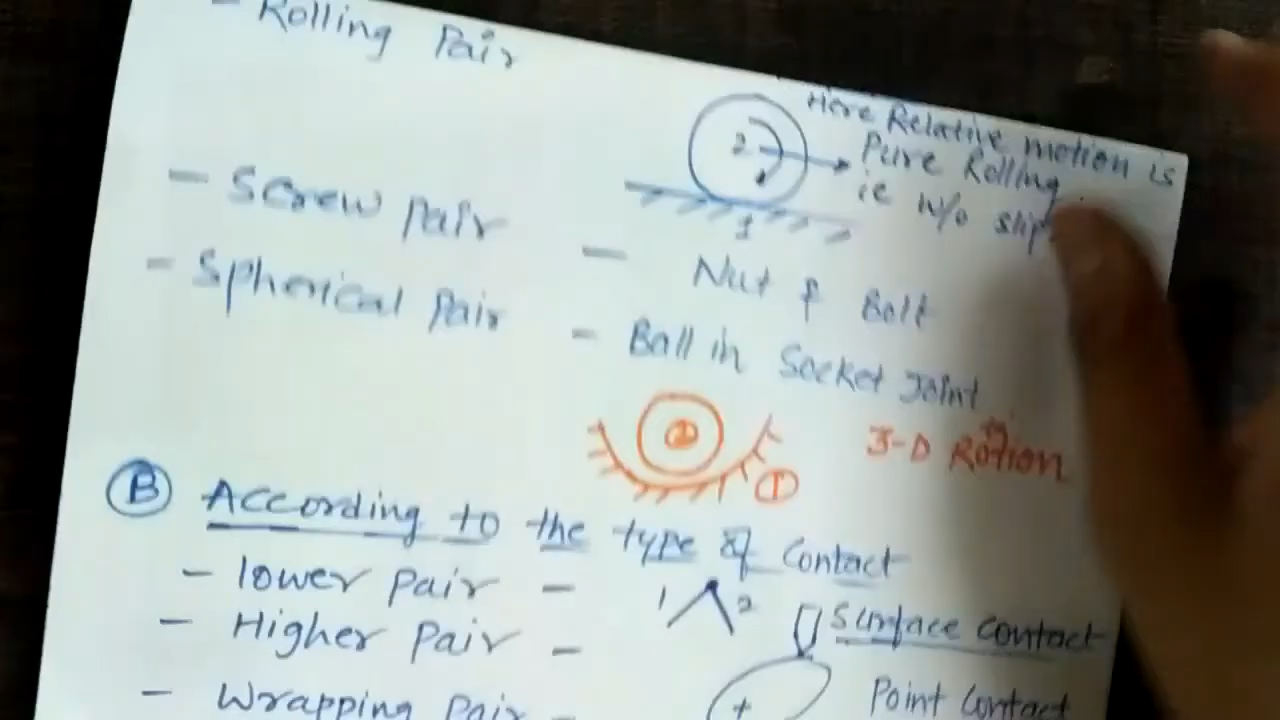 - Rolling Pair
Here Relative motion is
Pure Rolling
ie w/o slip
2
1
- Screw pair - Nut & Bolt
- Spherical pair - Ball in Socket Joint
2
1
3-D
B According to the type of contact
- lower pair - 1 2 Surface contact
- Higher pair - Point Contact
+
- Wrapping pair -